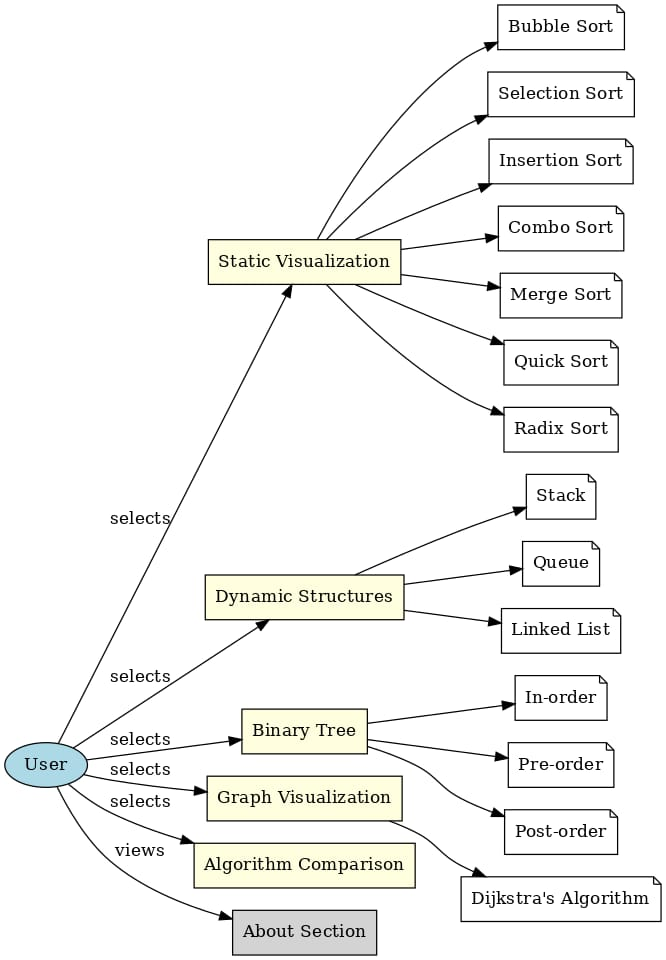 Bubble Sort
Selection Sort
Insertion Sort
Static Visualization
Combo Sort
Merge Sort
Quick Sort
Radix Sort
selects
Stack
Dynamic Structures
Queue
Linked List
selects
In-order
Binary Tree
selects
User
Pre-order
selects
Graph Visualization
selects
Post-order
views
Algorithm Comparison
Dijkstra's Algorithm
About Section